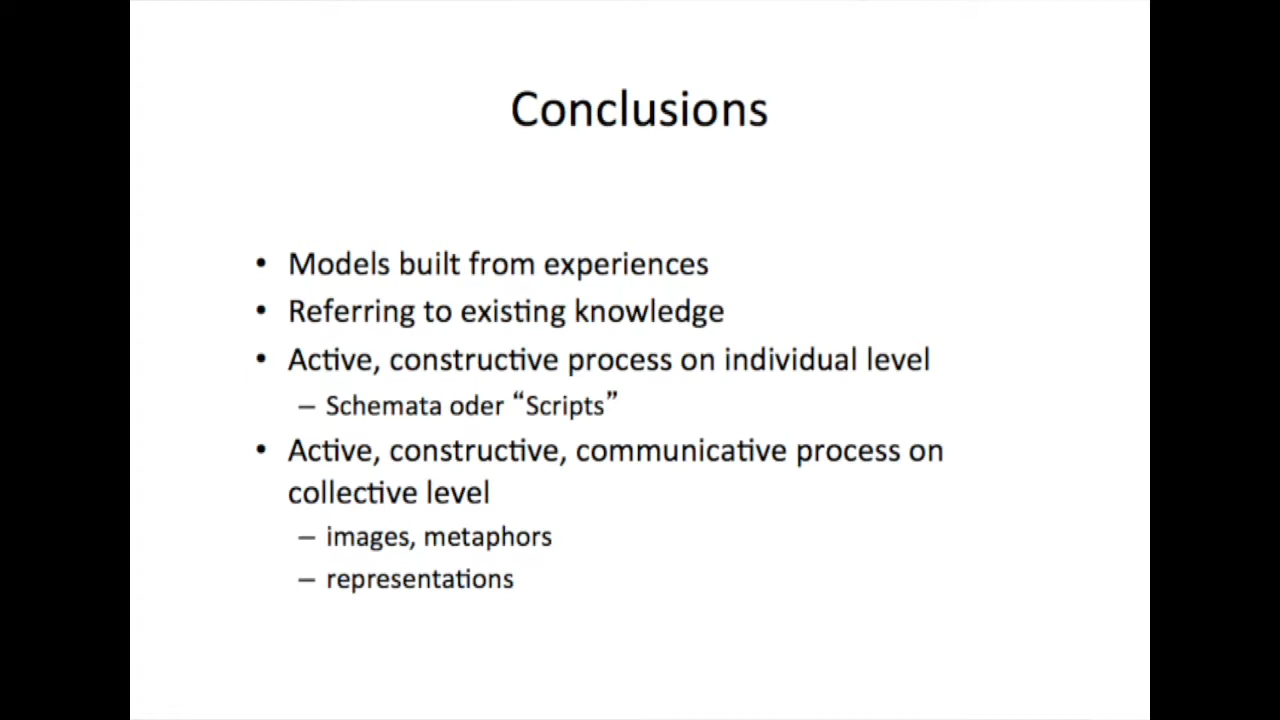 Conclusions
• Models built from experiences
• Referring to existing knowledge
• Active, constructive process on individual level
– Schemata oder “Scripts”
• Active, constructive, communicative process on
collective level
– images, metaphors
– representations